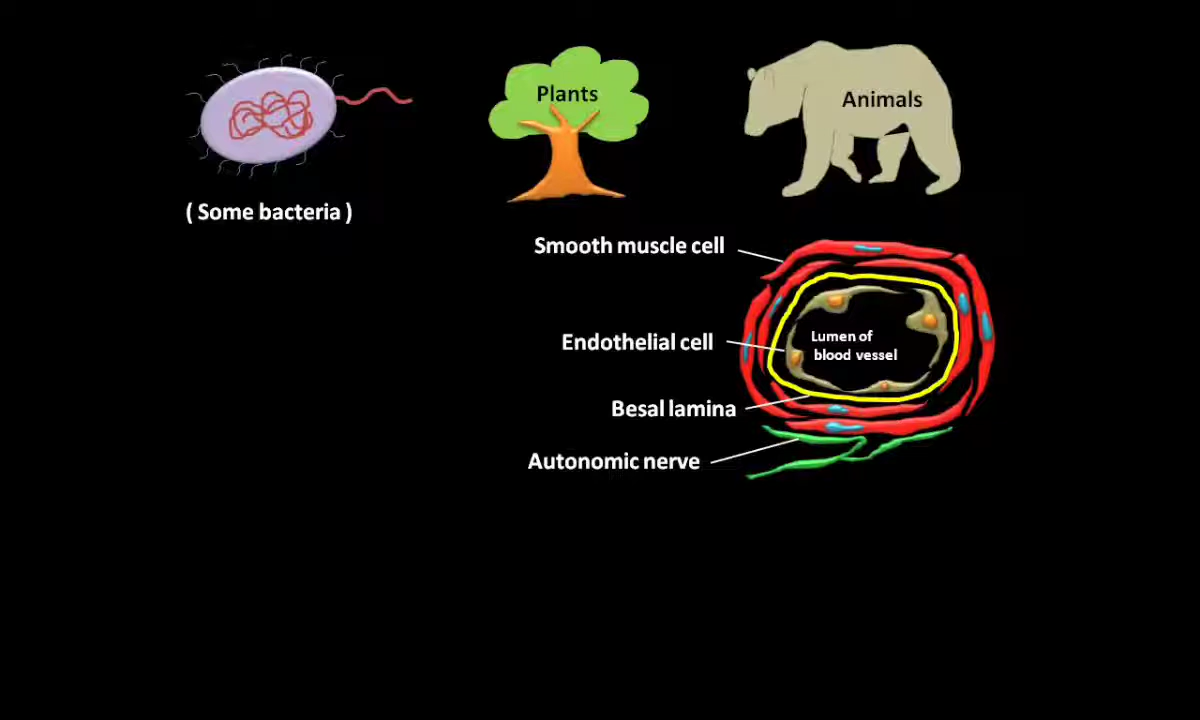 Plants
Animals
( Some bacteria )
Smooth muscle cell
Endothelial cell
Lumen of
blood vessel
Besal lamina
Autonomic nerve